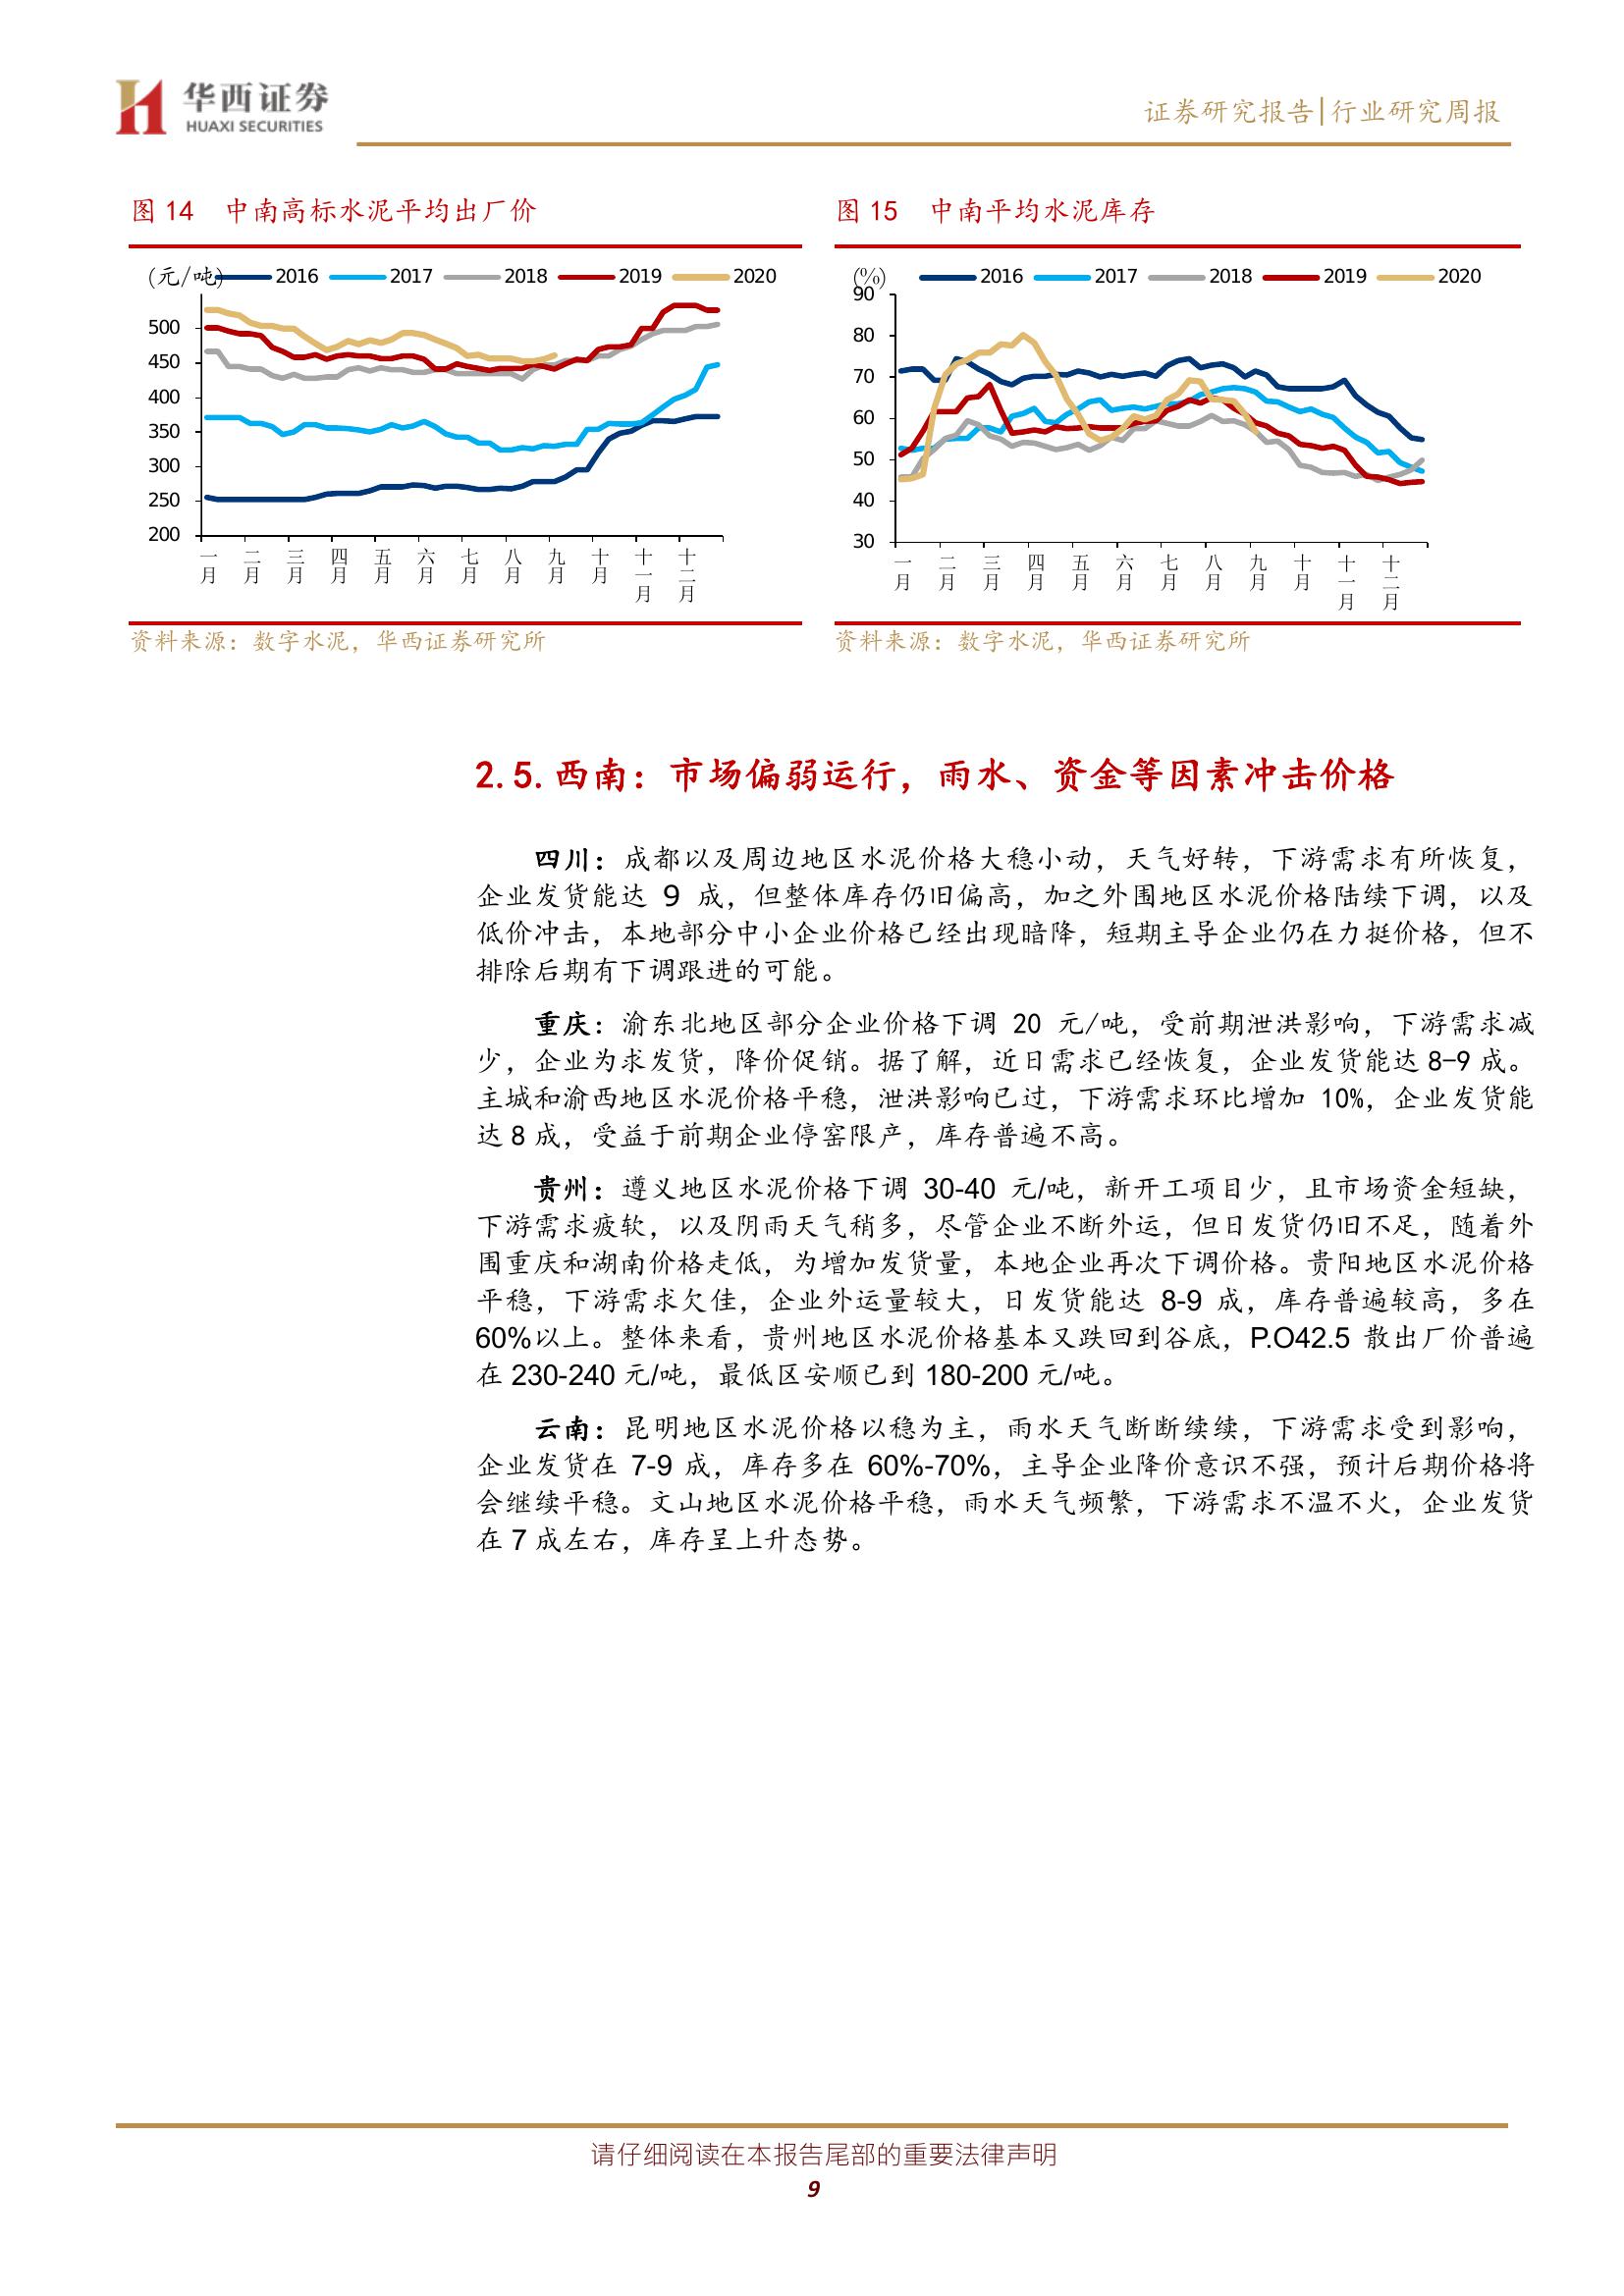 华西证券
HUAXI SECURITIES
证券研究报告|行业研究周报
图 14 中南高标水泥平均出厂价
图 15 中南平均水泥库存
(元/吨) 2016 2017 2018 2019 2020
500
450
400
350
300
250
200
一月 二月 三月 四月 五月 六月 七月 八月 九月 十月 十一月 十二月
(%) 2016 2017 2018 2019 2020
90
80
70
60
50
40
30
一月 二月 三月 四月 五月 六月 七月 八月 九月 十月 十一月 十二月
资料来源：数字水泥，华西证券研究所
资料来源：数字水泥，华西证券研究所
2.5.西南：市场偏弱运行，雨水、资金等因素冲击价格
四川：成都以及周边地区水泥价格大稳小动，天气好转，下游需求有所恢复，
企业发货能达 9 成，但整体库存仍旧偏高，加之外围地区水泥价格陆续下调，以及
低价冲击，本地部分中小企业价格已经出现暗降，短期主导企业仍在力挺价格，但不
排除后期有下调跟进的可能。
重庆：渝东北地区部分企业价格下调 20 元/吨，受前期泄洪影响，下游需求减
少，企业为求发货，降价促销。据了解，近日需求已经恢复，企业发货能达 8-9 成。
主城和渝西地区水泥价格平稳，泄洪影响已过，下游需求环比增加 10%，企业发货能
达 8 成，受益于前期企业停窑限产，库存普遍不高。
贵州：遵义地区水泥价格下调 30-40 元/吨，新开工项目少，且市场资金短缺，
下游需求疲软，以及阴雨天气稍多，尽管企业不断外运，但日发货仍旧不足，随着外
围重庆和湖南价格走低，为增加发货量，本地企业再次下调价格。贵阳地区水泥价格
平稳，下游需求欠佳，企业外运量较大，日发货能达 8-9 成，库存普遍较高，多在
60%以上。整体来看，贵州地区水泥价格基本又跌回到谷底，P.O42.5 散出厂价普遍
在 230-240 元/吨，最低区安顺已到 180-200 元/吨。
云南：昆明地区水泥价格以稳为主，雨水天气断断续续，下游需求受到影响，
企业发货在 7-9 成，库存多在 60%-70%，主导企业降价意识不强，预计后期价格将
会继续平稳。文山地区水泥价格平稳，雨水天气频繁，下游需求不温不火，企业发货
在 7 成左右，库存呈上升态势。
请仔细阅读在本报告尾部的重要法律声明
9